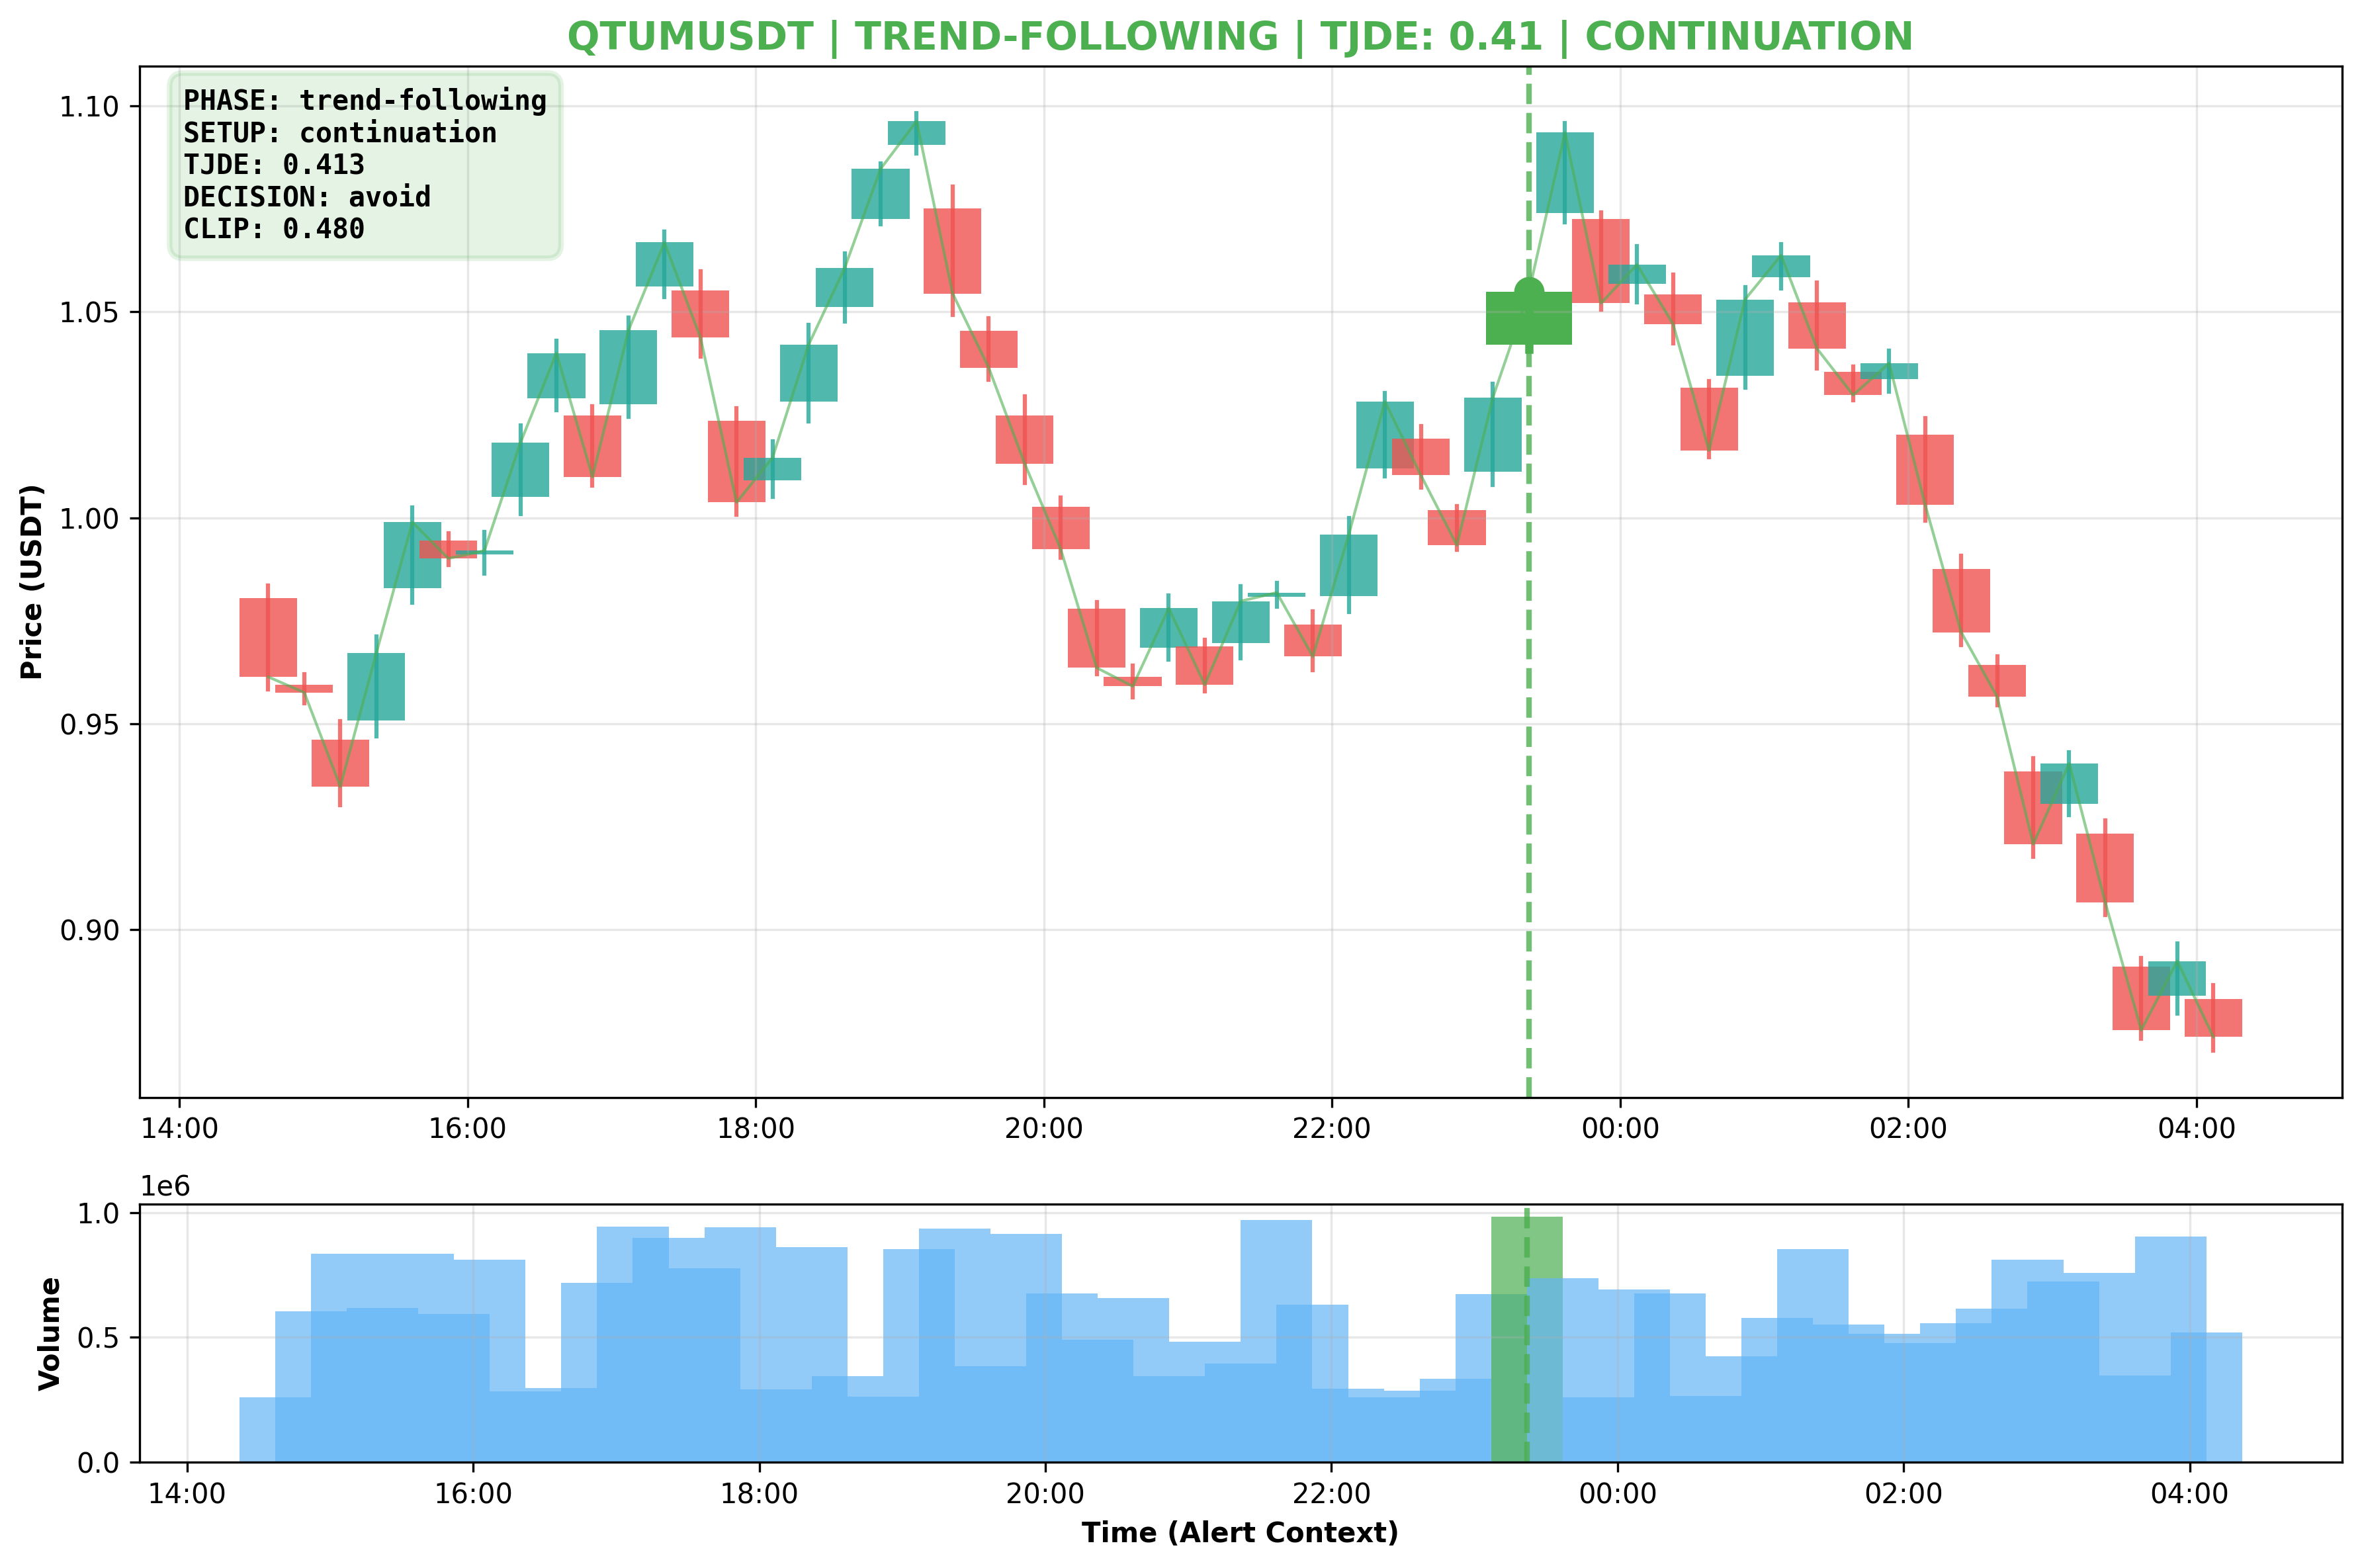 QTUMUSDT | TREND-FOLLOWING | TJDE: 0.41 | CONTINUATION
PHASE: trend-following
SETUP: continuation
TJDE: 0.413
DECISION: avoid
CLIP: 0.480
Price (USDT)
1.10
1.05
1.00
0.95
0.90
14:00 16:00 18:00 20:00 22:00 00:00 02:00 04:00
1e6
Volume
1.0
0.5
0.0
14:00 16:00 18:00 20:00 22:00 00:00 02:00 04:00
Time (Alert Context)